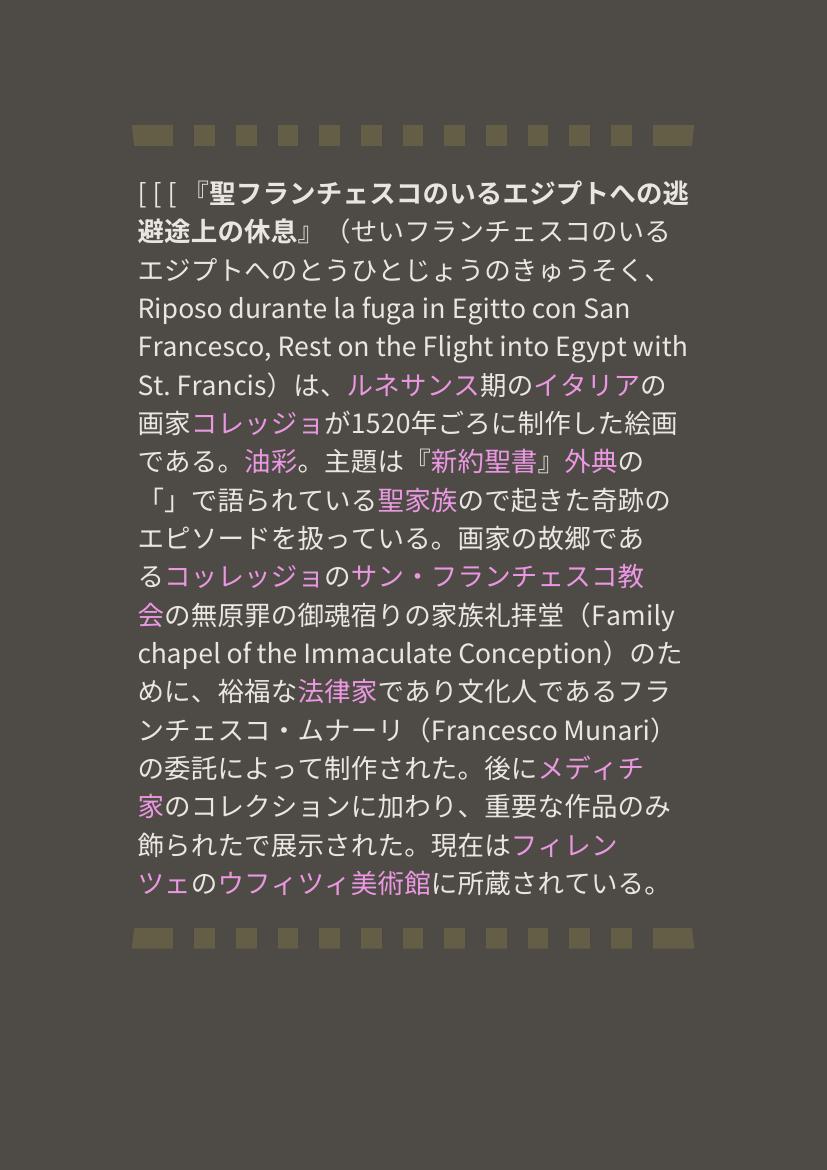 [ [ [ 『聖フランチェスコのいるエジプトへの逃
避途上の休息』（せいフランチェスコのいる
エジプトへのとうひとじょうのきゅうそく、
Riposo durante la fuga in Egitto con San
Francesco, Rest on the Flight into Egypt with
St. Francis）は、ルネサンス期のイタリアの
画家コレッジョが1520年ごろに制作した絵画
である。油彩。主題は『新約聖書』外典の
「」で語られている聖家族ので起きた奇跡の
エピソードを扱っている。画家の故郷であ
るコッレッジョのサン・フランチェスコ教
会の無原罪の御魂宿りの家族礼拝堂（Family
chapel of the Immaculate Conception）のた
めに、裕福な法律家であり文化人であるフラ
ンチェスコ・ムナーリ（Francesco Munari）
の委託によって制作された。後にメディチ
家のコレクションに加わり、重要な作品のみ
飾られたで展示された。現在はフィレン
ツェのウフィツィ美術館に所蔵されている。